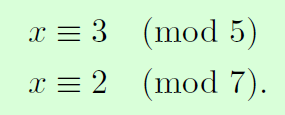 x ≡ 3 (mod 5)
x ≡ 2 (mod 7).